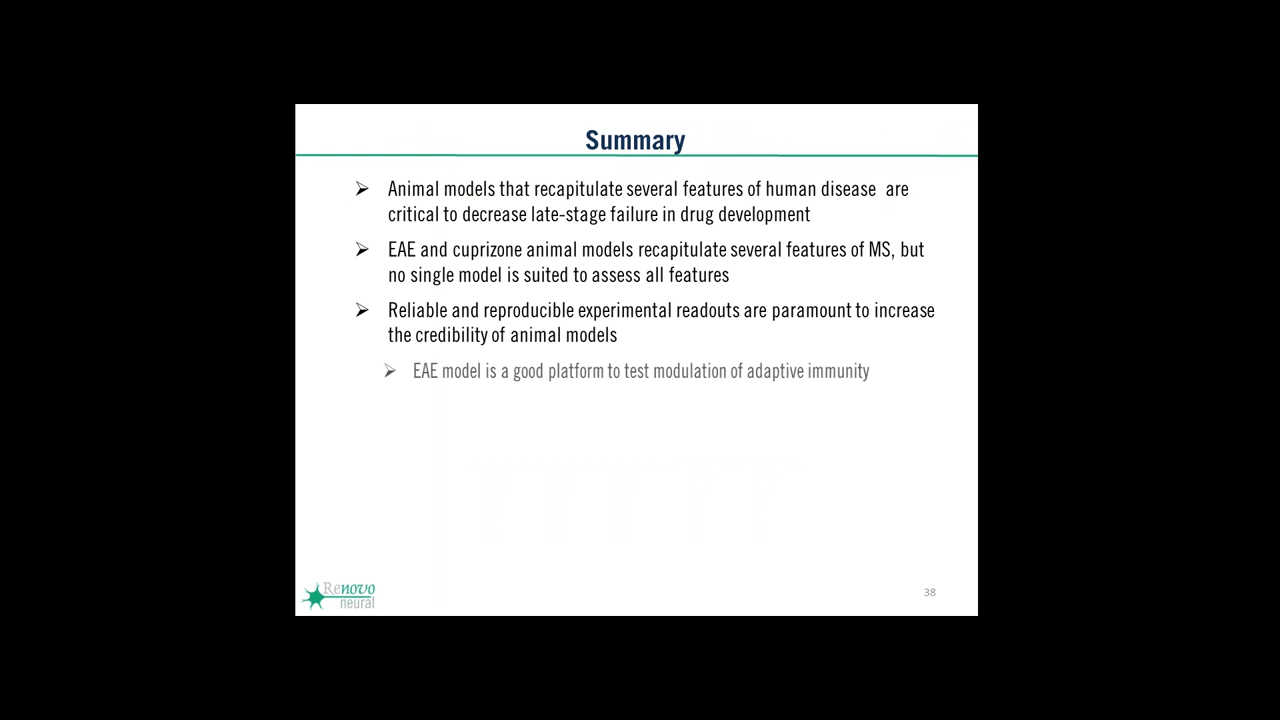 Summary
➢ Animal models that recapitulate several features of human disease  are
critical to decrease late-stage failure in drug development
➢ EAE and cuprizone animal models recapitulate several features of MS, but
no single model is suited to assess all features
➢ Reliable and reproducible experimental readouts are paramount to increase
the credibility of animal models
➢ EAE model is a good platform to test modulation of adaptive immunity
Renovo
neural
38